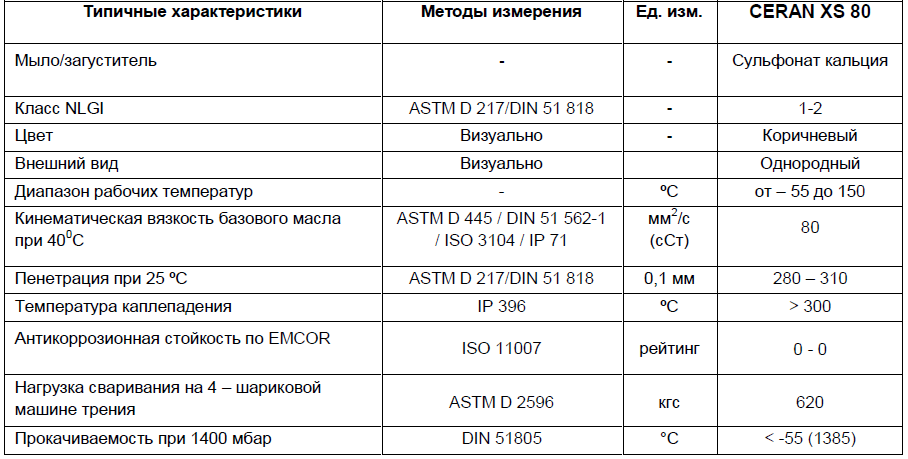 Типичные характеристики Методы измерения Ед. изм. CERAN XS 80
Мыло/загуститель - - Сульфонат кальция
Класс NLGI ASTM D 217/DIN 51 818 - 1-2
Цвет Визуально - Коричневый
Внешний вид Визуально Однородный
Диапазон рабочих температур - ºC от – 55 до 150
Кинематическая вязкость базового масла ASTM D 445 / DIN 51 562-1 мм²/с 80
при 40⁰С / ISO 3104 / IP 71 (сСт)
Пенетрация при 25 ºC ASTM D 217/DIN 51 818 0,1 мм 280 – 310
Температура каплепадения IP 396 ºC > 300
Антикоррозионная стойкость по EMCOR ISO 11007 рейтинг 0 - 0
Нагрузка сваривания на 4 – шариковой ASTM D 2596 кгс 620
машине трения
Прокачиваемость при 1400 мбар DIN 51805 °C < -55 (1385)